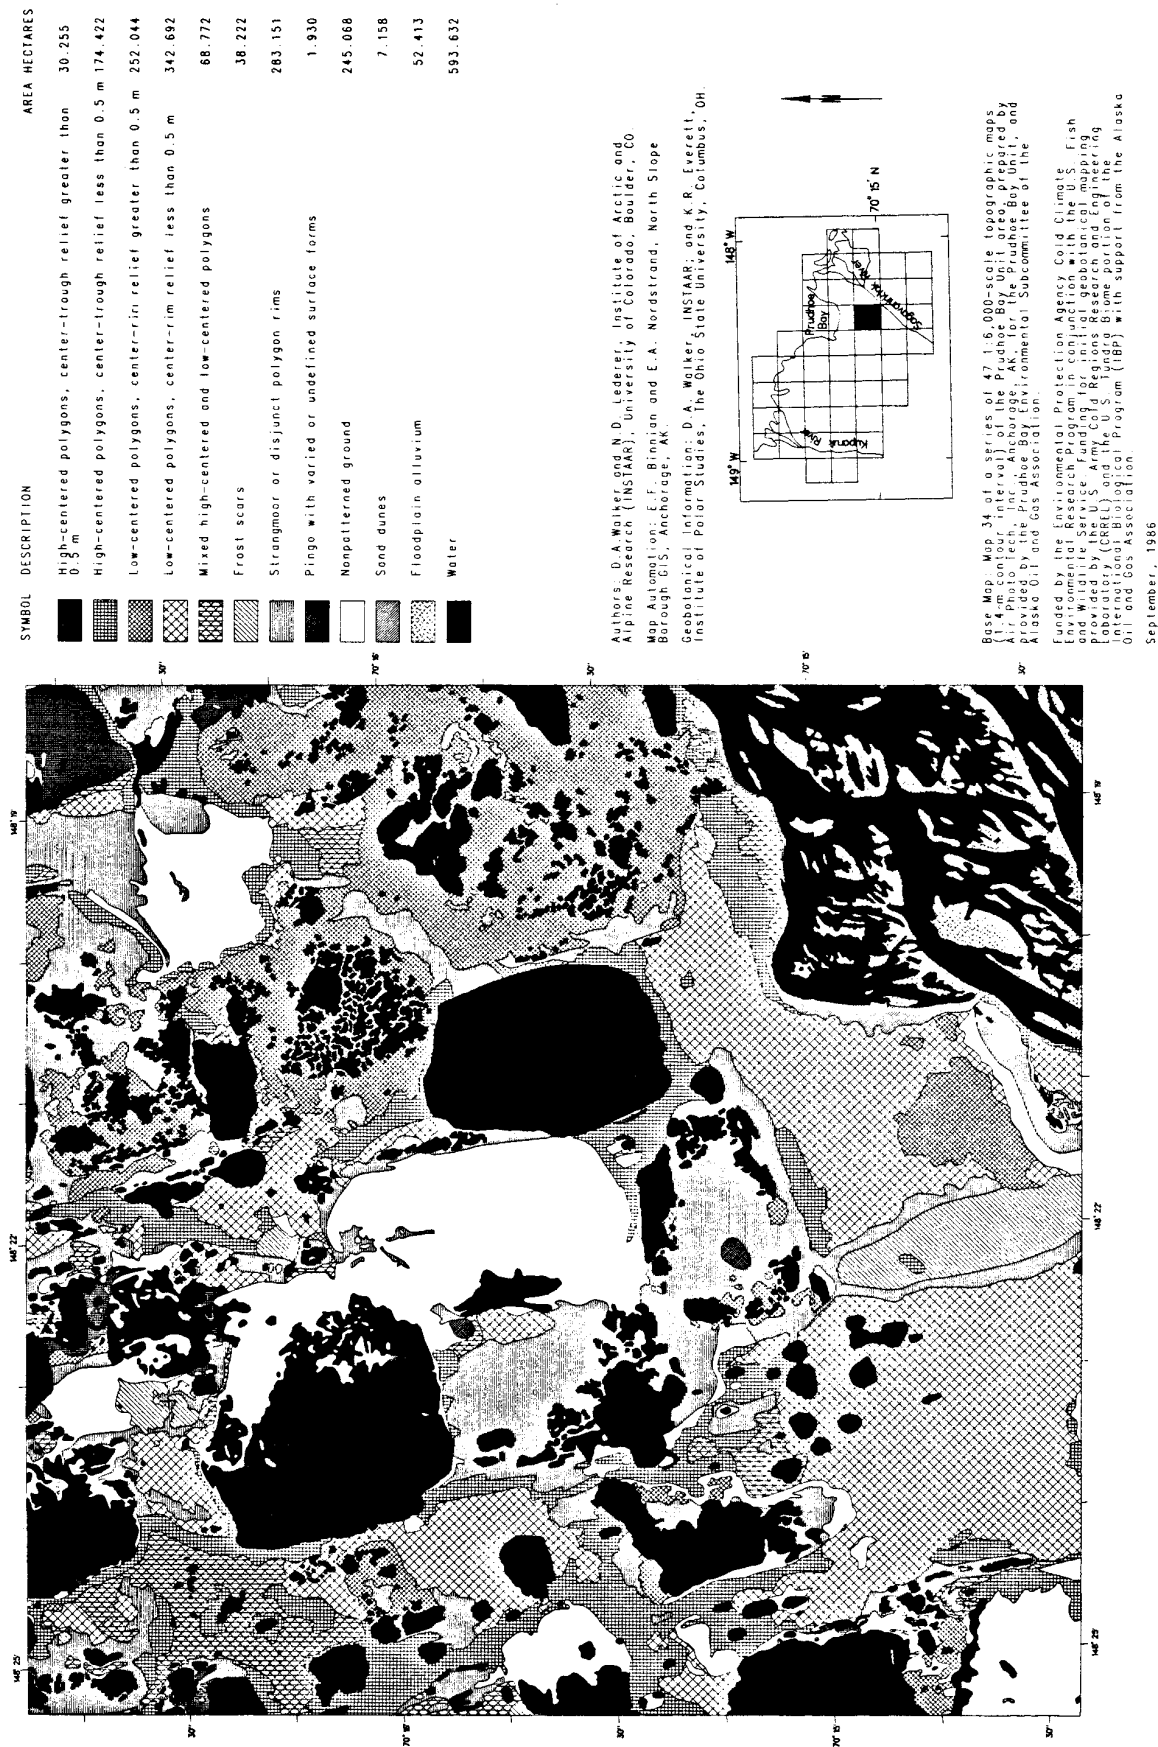 SYMBOL DESCRIPTION AREA HECTARES
High-centered polygons, center-trough relief greater than 30.255
0.5 m
High-centered polygons, center-trough relief less than 0.5 m 174.422
Low-centered polygons, center-rim relief greater than 0.5 m 252.044
Low-centered polygons, center-rim relief less than 0.5 m 342.692
Mixed high-centered and low-centered polygons 68.772
Frost scars 38.222
Strangmoor or disjunct polygon rims 283.151
Pingo with varied or undefined surface forms 1.930
Nonpatterned ground 245.068
Sand dunes 7.158
Floodplain alluvium 52.413
Water 593.632
Authors: D.A. Walker and N.D. Lederer, Institute of Arctic and
Alpine Research (INSTAAR), University of Colorado, Boulder, CO.
Map Automation: E.F. Binnian and E.A. Nordstrand, North Slope
Borough GIS, Anchorage, AK.
Geobotanical Information: D.A. Walker, INSTAAR; and K.R. Everett,
Institute of Polar Studies, The Ohio State University, Columbus, OH.
149° W
148° W
Prudhoe
Bay
Kuparuk
River
Sagavanirktok
River
70° 15' N
N
Base Map: Map 34 of a series of 47 1:6,000-scale topographic maps
(1.4-m contour interval) of the Prudhoe Bay Unit area, prepared by
Air Photo Tech, Inc., Anchorage, AK, for the Prudhoe Bay Unit, and
provided by the Prudhoe Bay Environmental Subcommittee of the
Alaska Oil and Gas Association.
Funded by the Environmental Protection Agency Cold Climate
Environmental Research Program in conjunction with the U.S. Fish
and Wildlife Service. Funding for initial geobotanical mapping
provided by the U.S. Army Cold Regions Research and Engineering
Laboratory (CRREL) and the U.S. Tundra Biome portion of the
International Biological Program (IBP) with support from the Alaska
Oil and Gas Association.
September, 1986
148° 25'
148° 22'
148° 19'
30"
70° 16'
30"
70° 15'
30"
30"
70° 16'
30"
70° 15'
30"
148° 25'
148° 22'
148° 19'